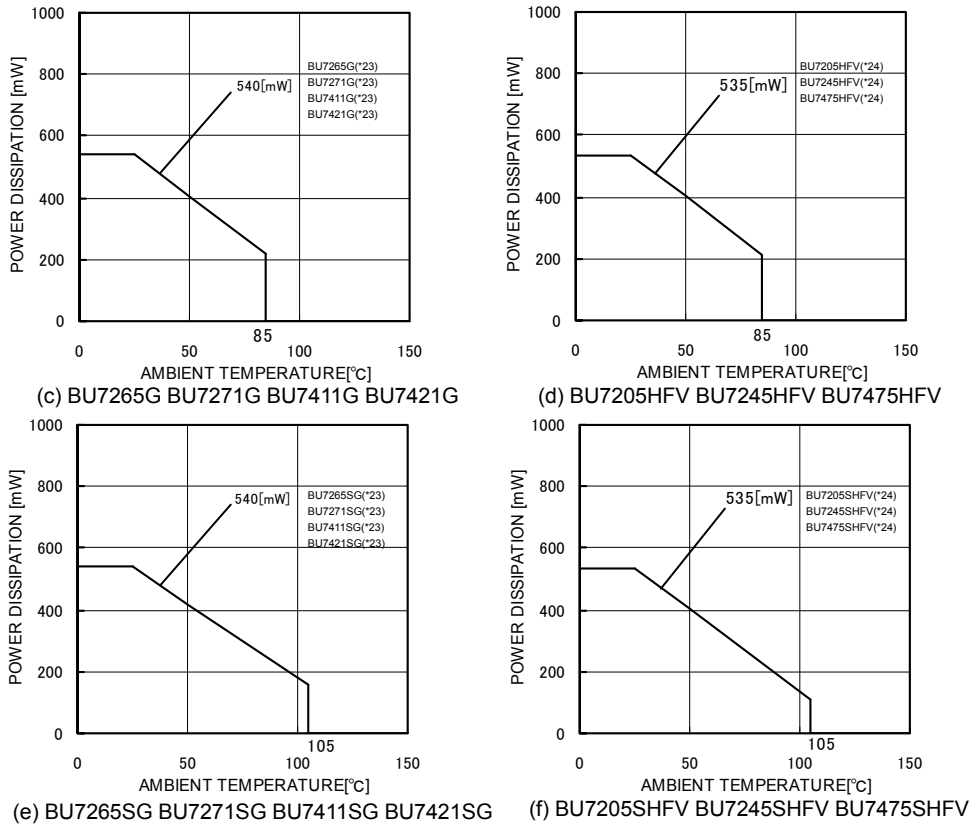 1000
800
600
400
200
0
POWER DISSIPATION [mW]
540[mW]
BU7265G(*23)
BU7271G(*23)
BU7411G(*23)
BU7421G(*23)
85
0 50 100 150
AMBIENT TEMPERATURE[℃]
(c) BU7265G BU7271G BU7411G BU7421G
1000
800
600
400
200
0
POWER DISSIPATION [mW]
535[mW]
BU7205HFV(*24)
BU7245HFV(*24)
BU7475HFV(*24)
85
0 50 100 150
AMBIENT TEMPERATURE[℃]
(d) BU7205HFV BU7245HFV BU7475HFV
1000
800
600
400
200
0
POWER DISSIPATION [mW]
540[mW]
BU7265SG(*23)
BU7271SG(*23)
BU7411SG(*23)
BU7421SG(*23)
105
0 50 100 150
AMBIENT TEMPERATURE[℃]
(e) BU7265SG BU7271SG BU7411SG BU7421SG
1000
800
600
400
200
0
POWER DISSIPATION [mW]
535[mW]
BU7205SHFV(*24)
BU7245SHFV(*24)
BU7475SHFV(*24)
105
0 50 100 150
AMBIENT TEMPERATURE[℃]
(f) BU7205SHFV BU7245SHFV BU7475SHFV